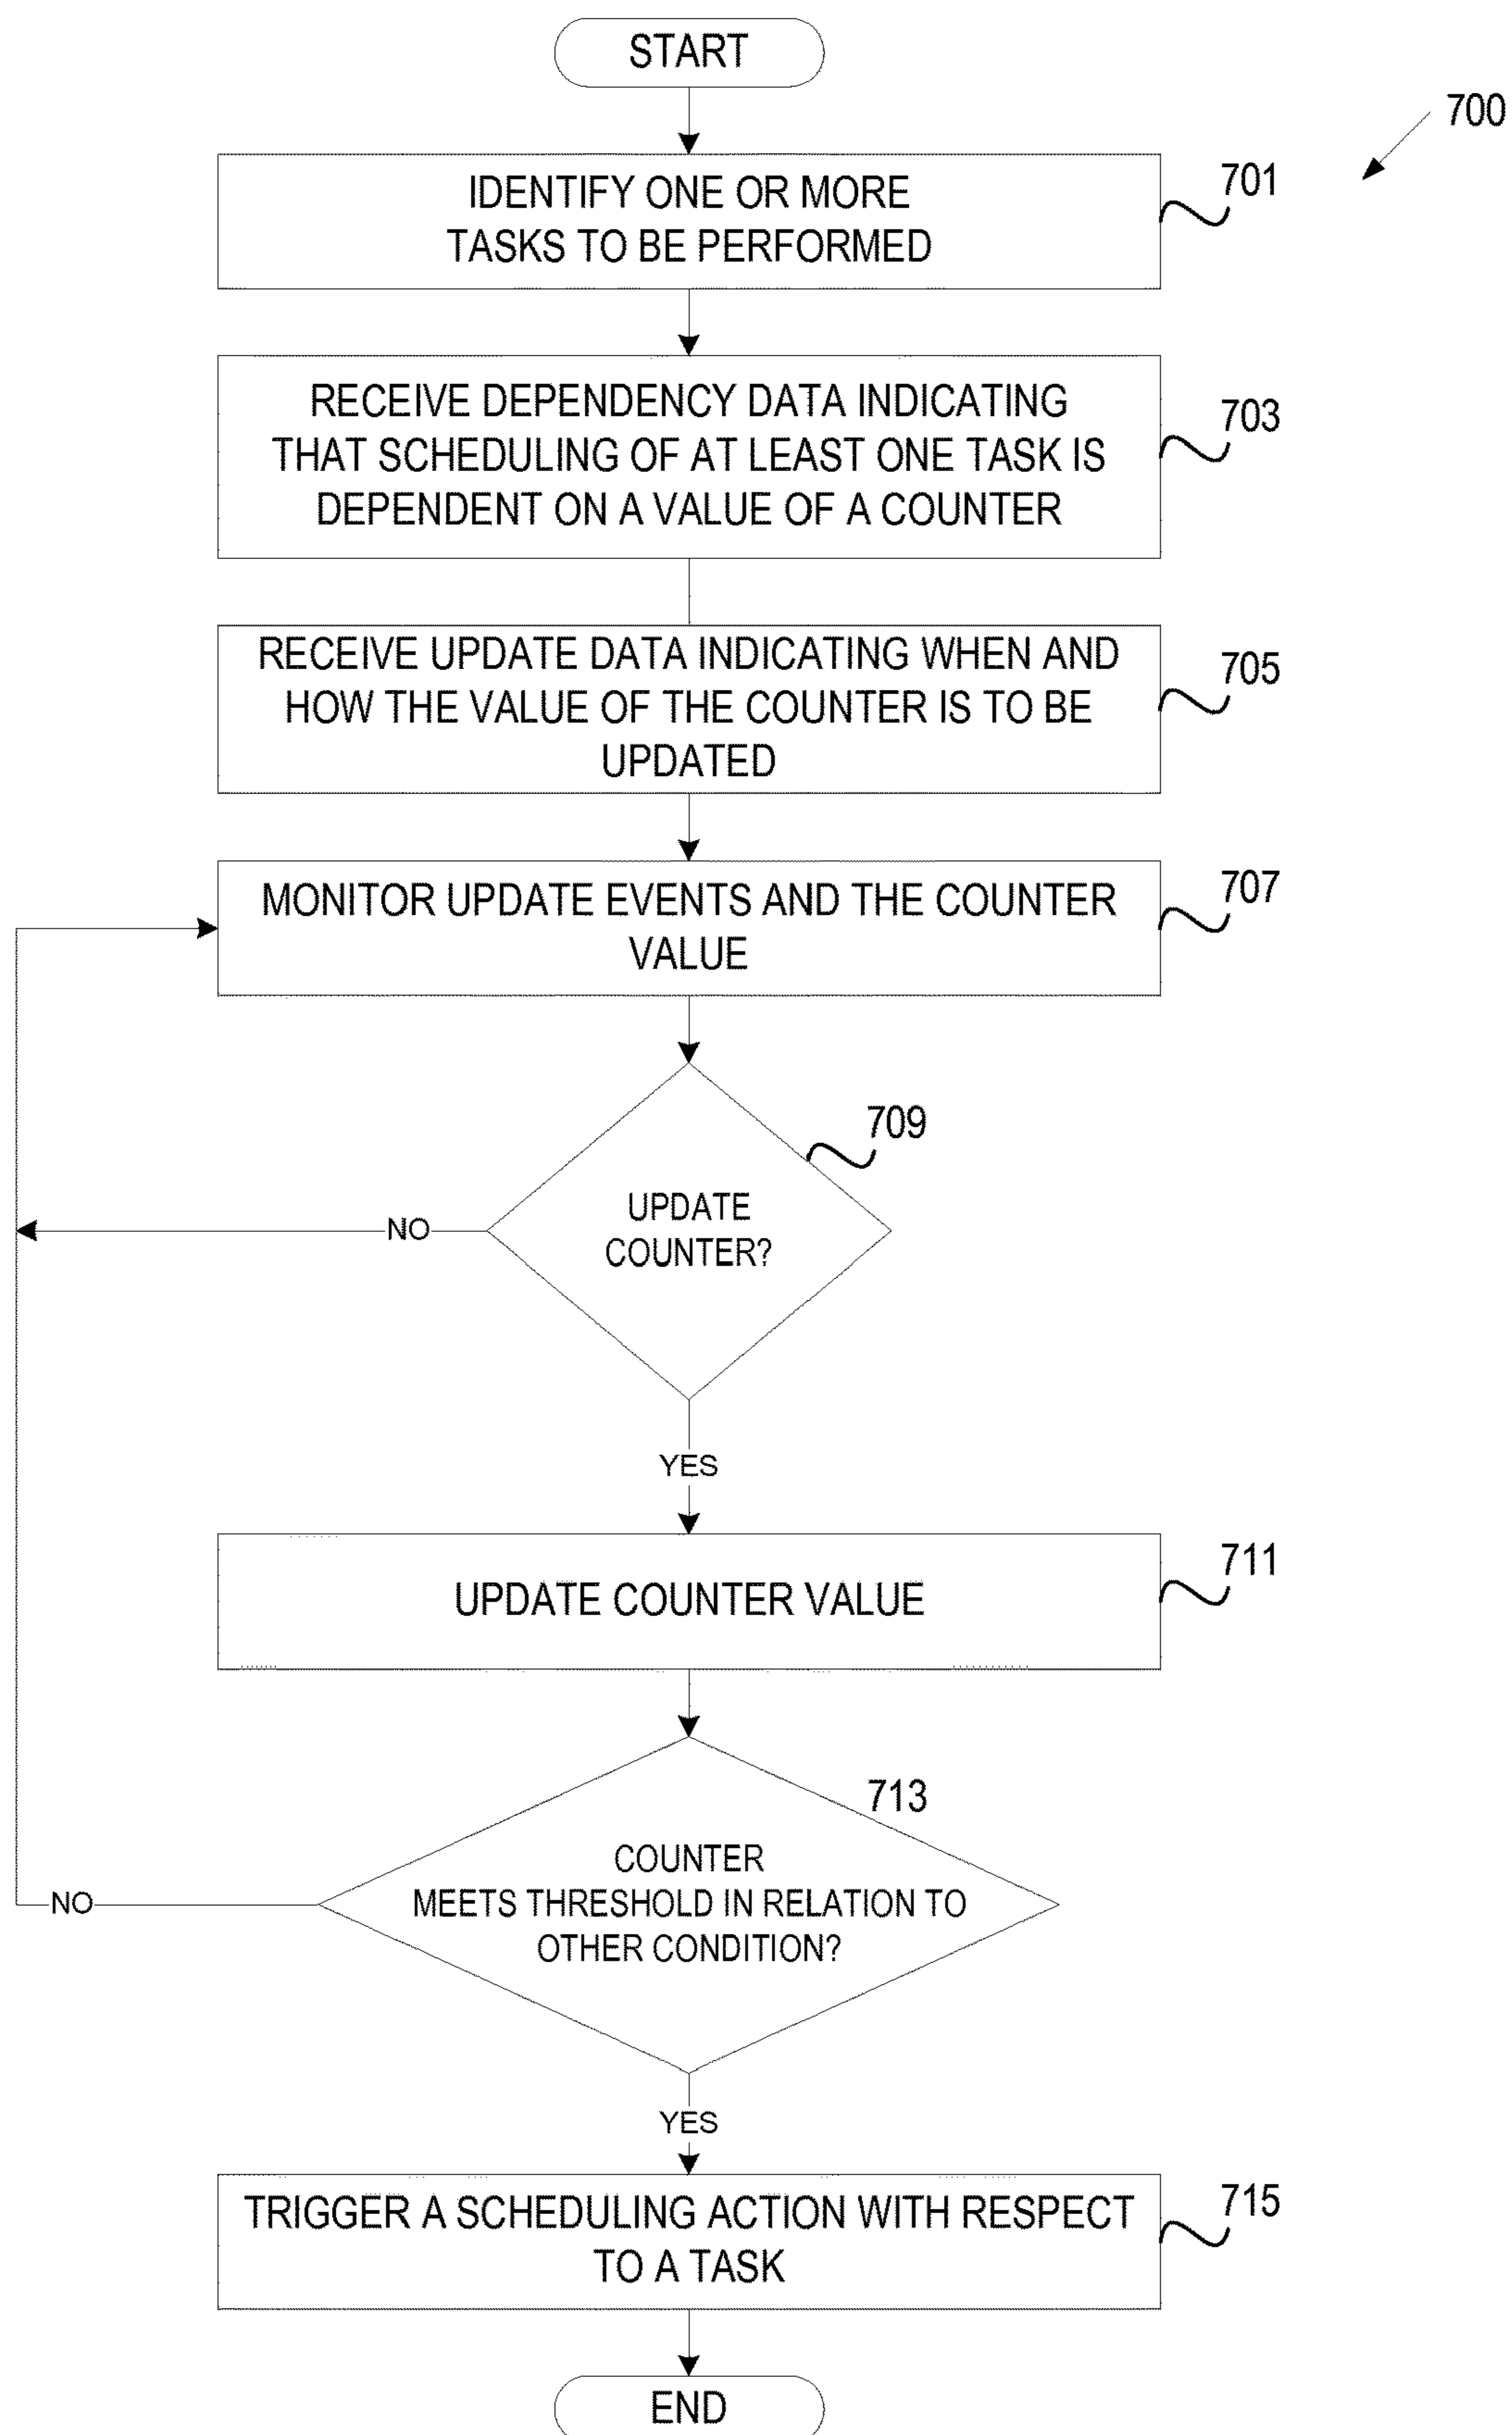 START
700
IDENTIFY ONE OR MORE
TASKS TO BE PERFORMED
701
RECEIVE DEPENDENCY DATA INDICATING
THAT SCHEDULING OF AT LEAST ONE TASK IS
DEPENDENT ON A VALUE OF A COUNTER
703
RECEIVE UPDATE DATA INDICATING WHEN AND
HOW THE VALUE OF THE COUNTER IS TO BE
UPDATED
705
MONITOR UPDATE EVENTS AND THE COUNTER
VALUE
707
709
UPDATE
COUNTER?
NO
YES
UPDATE COUNTER VALUE
711
713
COUNTER
MEETS THRESHOLD IN RELATION TO
OTHER CONDITION?
NO
YES
TRIGGER A SCHEDULING ACTION WITH RESPECT
TO A TASK
715
END